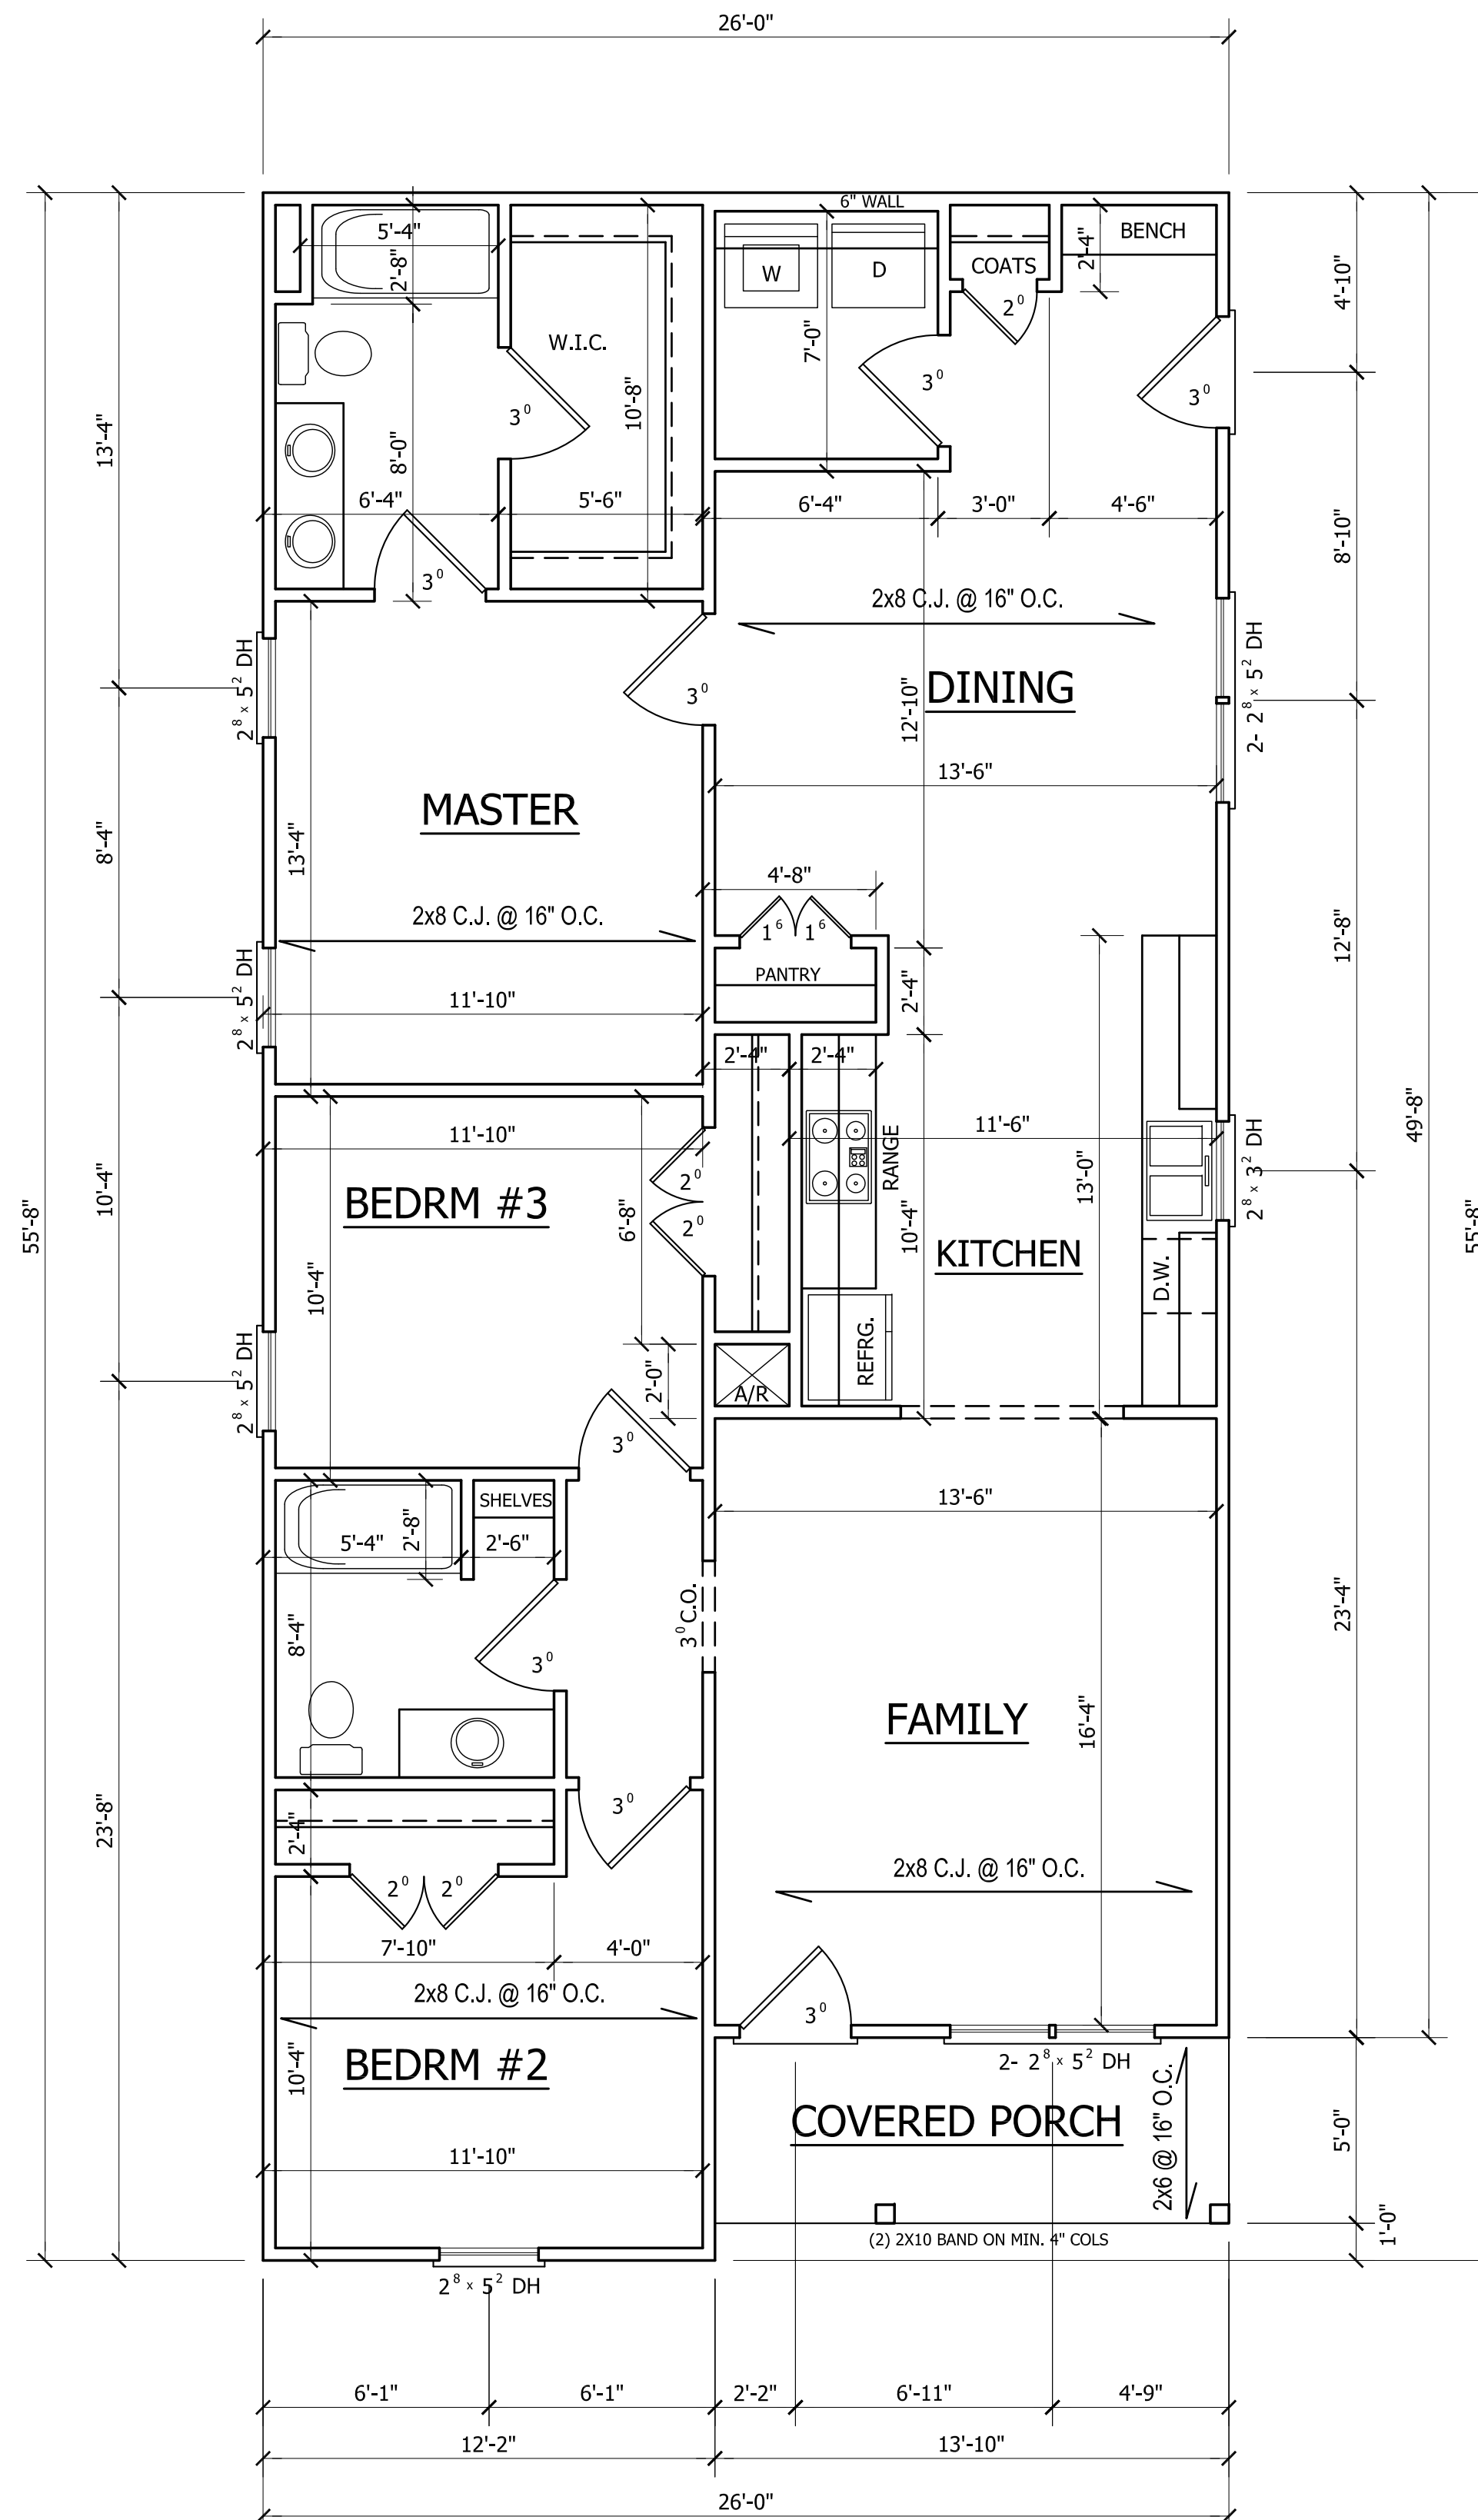 26'-0"
6" WALL
5'-4"
2'-8"
W
D
COATS
2'-4"
BENCH
4'-10"
2⁰
W.I.C.
7'-0"
3⁰
3⁰
3⁰
10'-8"
13'-4"
8'-0"
6'-4"
5'-6"
6'-4"
3'-0"
4'-6"
8'-10"
3⁰
2x8 C.J. @ 16" O.C.
2⁸ x 5² DH
3⁰
12'-10"
DINING
2- 2⁸ x 5² DH
13'-6"
MASTER
8'-4"
13'-4"
4'-8"
2x8 C.J. @ 16" O.C.
1⁶ 1⁶
12'-8"
PANTRY
2⁸ x 5² DH
11'-10"
2'-4"
2'-4"
2'-4"
49'-8"
11'-10"
11'-6"
RANGE
2⁸ x 3² DH
10'-4"
2⁰
BEDRM #3
2⁰
6'-8"
13'-0"
55'-8"
10'-4"
10'-4"
KITCHEN
D.W.
55'-8"
2⁸ x 5² DH
REFRG.
2'-0"
A/R
3⁰
SHELVES
13'-6"
5'-4"
2'-8"
2'-6"
3⁰ C.O.
8'-4"
3⁰
23'-4"
FAMILY
16'-4"
3⁰
23'-8"
2'-4"
2⁰ 2⁰
2x8 C.J. @ 16" O.C.
7'-10"
4'-0"
2x8 C.J. @ 16" O.C.
3⁰
BEDRM #2
10'-4"
2- 2⁸ x 5² DH
COVERED PORCH
2x6 @ 16" O.C.
5'-0"
11'-10"
(2) 2X10 BAND ON MIN. 4" COLS
1'-0"
2⁸ x 5² DH
6'-1"
6'-1"
2'-2"
6'-11"
4'-9"
12'-2"
13'-10"
26'-0"